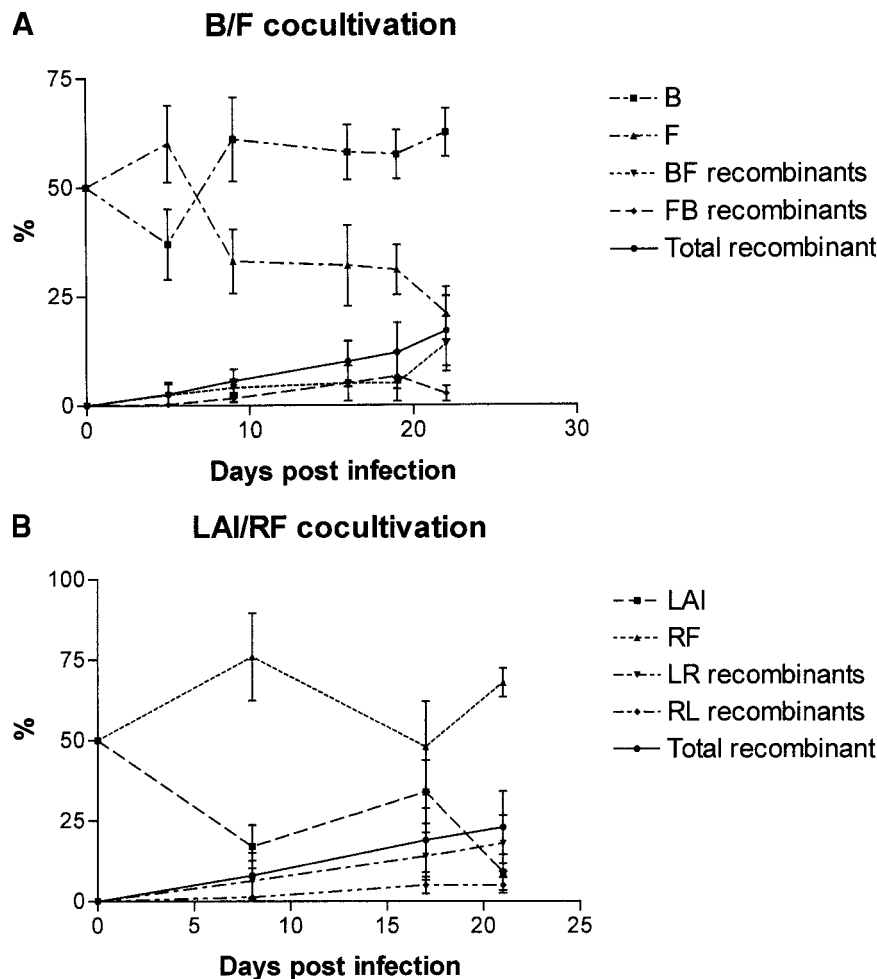 A
B/F cocultivation
75
50
25
0
%
0
10
20
30
Days post infection
B
F
BF recombinants
FB recombinants
Total recombinant
B
LAI/RF cocultivation
100
75
50
25
0
%
0
5
10
15
20
25
Days post infection
LAI
RF
LR recombinants
RL recombinants
Total recombinant